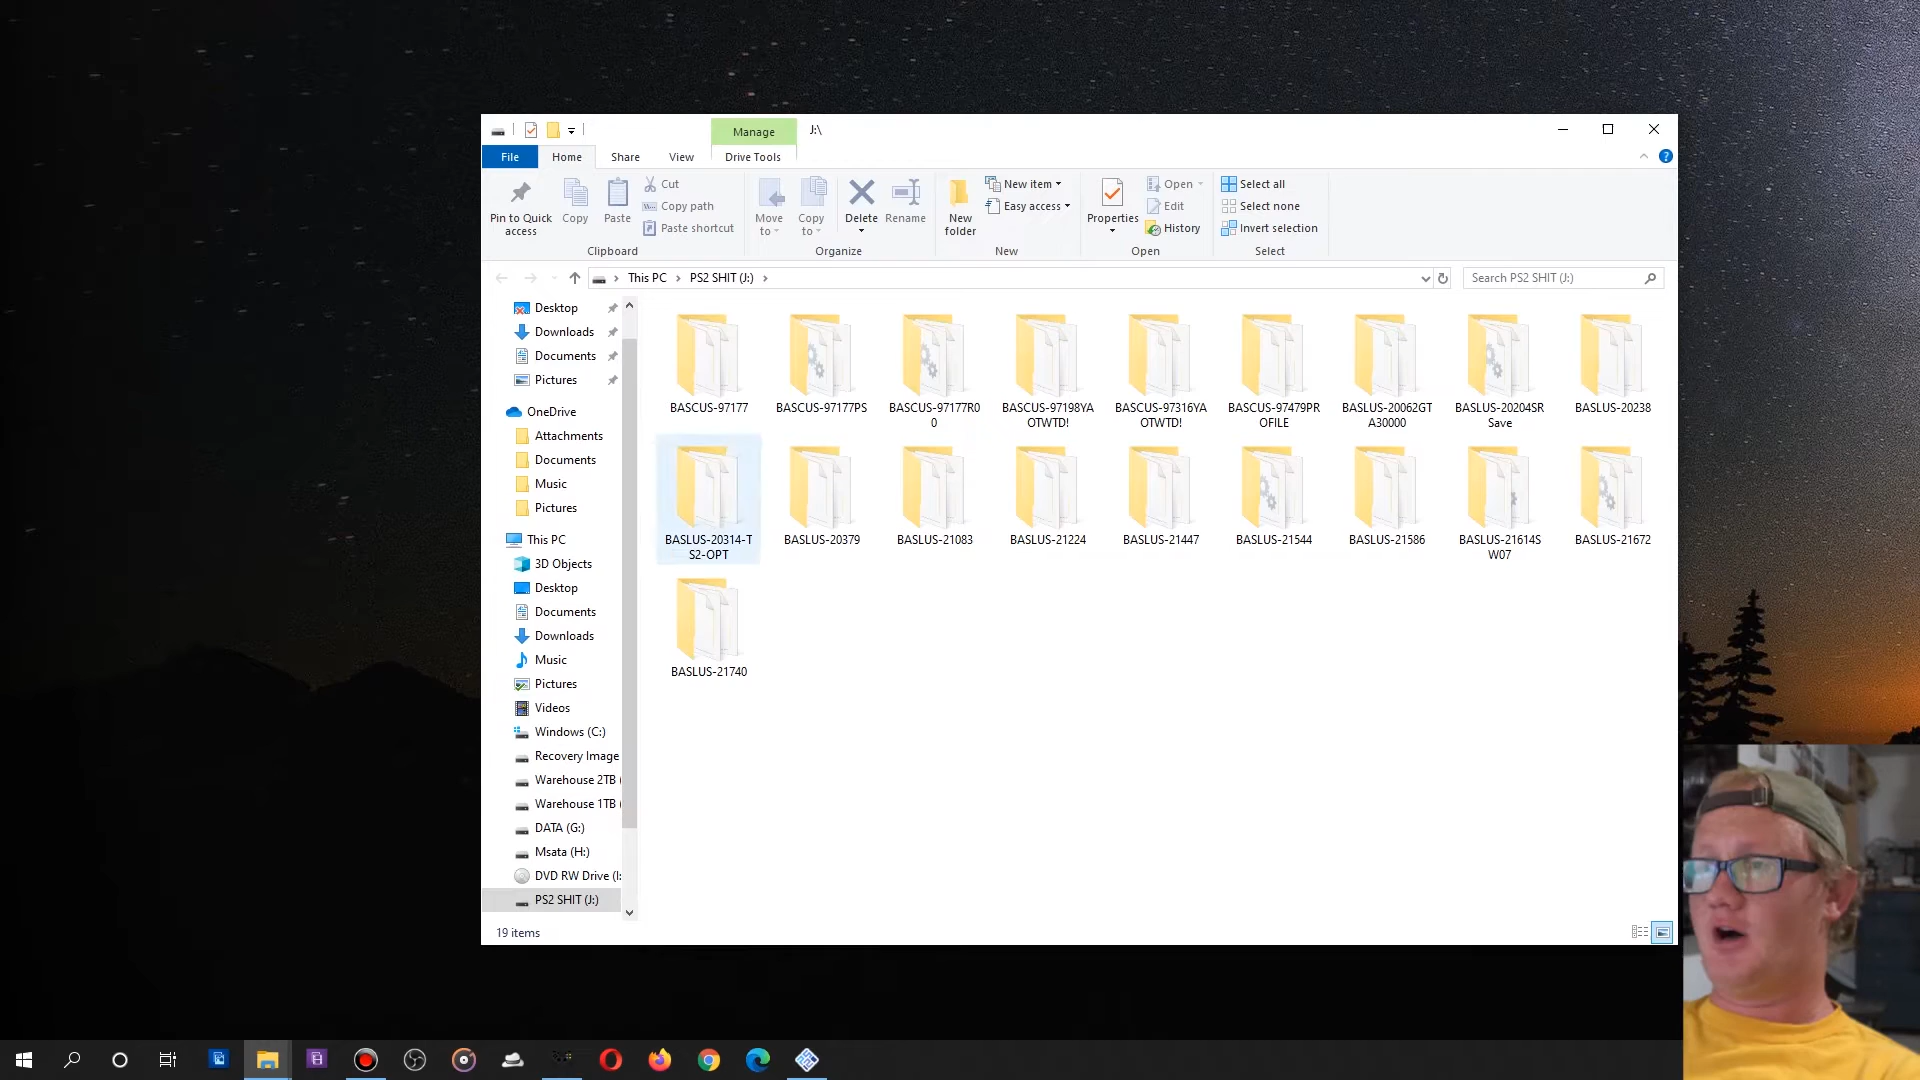 Manage
J:\
File
Home
Share
View
Drive Tools
Pin to Quick
access
Copy
Paste
Cut
Copy path
Paste shortcut
Clipboard
Move
to
Copy
to
Delete
Rename
Organize
New
folder
New item
Easy access
New
Properties
Open
Edit
History
Open
Select all
Select none
Invert selection
Select
This PC
PS2 SHIT (J:)
Search PS2 SHIT (J:)
Desktop
Downloads
Documents
Pictures
OneDrive
Attachments
Documents
Music
Pictures
This PC
3D Objects
Desktop
Documents
Downloads
Music
Pictures
Videos
Windows (C:)
Recovery Image
Warehouse 2TB (
Warehouse 1TB (
DATA (G:)
Msata (H:)
DVD RW Drive (I:
PS2 SHIT (J:)
BASCUS-97177
BASCUS-97177PS
BASCUS-97177R0
0
BASCUS-97198YA
OTWTD!
BASCUS-97316YA
OTWTD!
BASCUS-97479PR
OFILE
BASLUS-20062GT
A30000
BASLUS-20204SR
Save
BASLUS-20238
BASLUS-20314-T
S2-OPT
BASLUS-20379
BASLUS-21083
BASLUS-21224
BASLUS-21447
BASLUS-21544
BASLUS-21586
BASLUS-21614S
W07
BASLUS-21672
BASLUS-21740
19 items